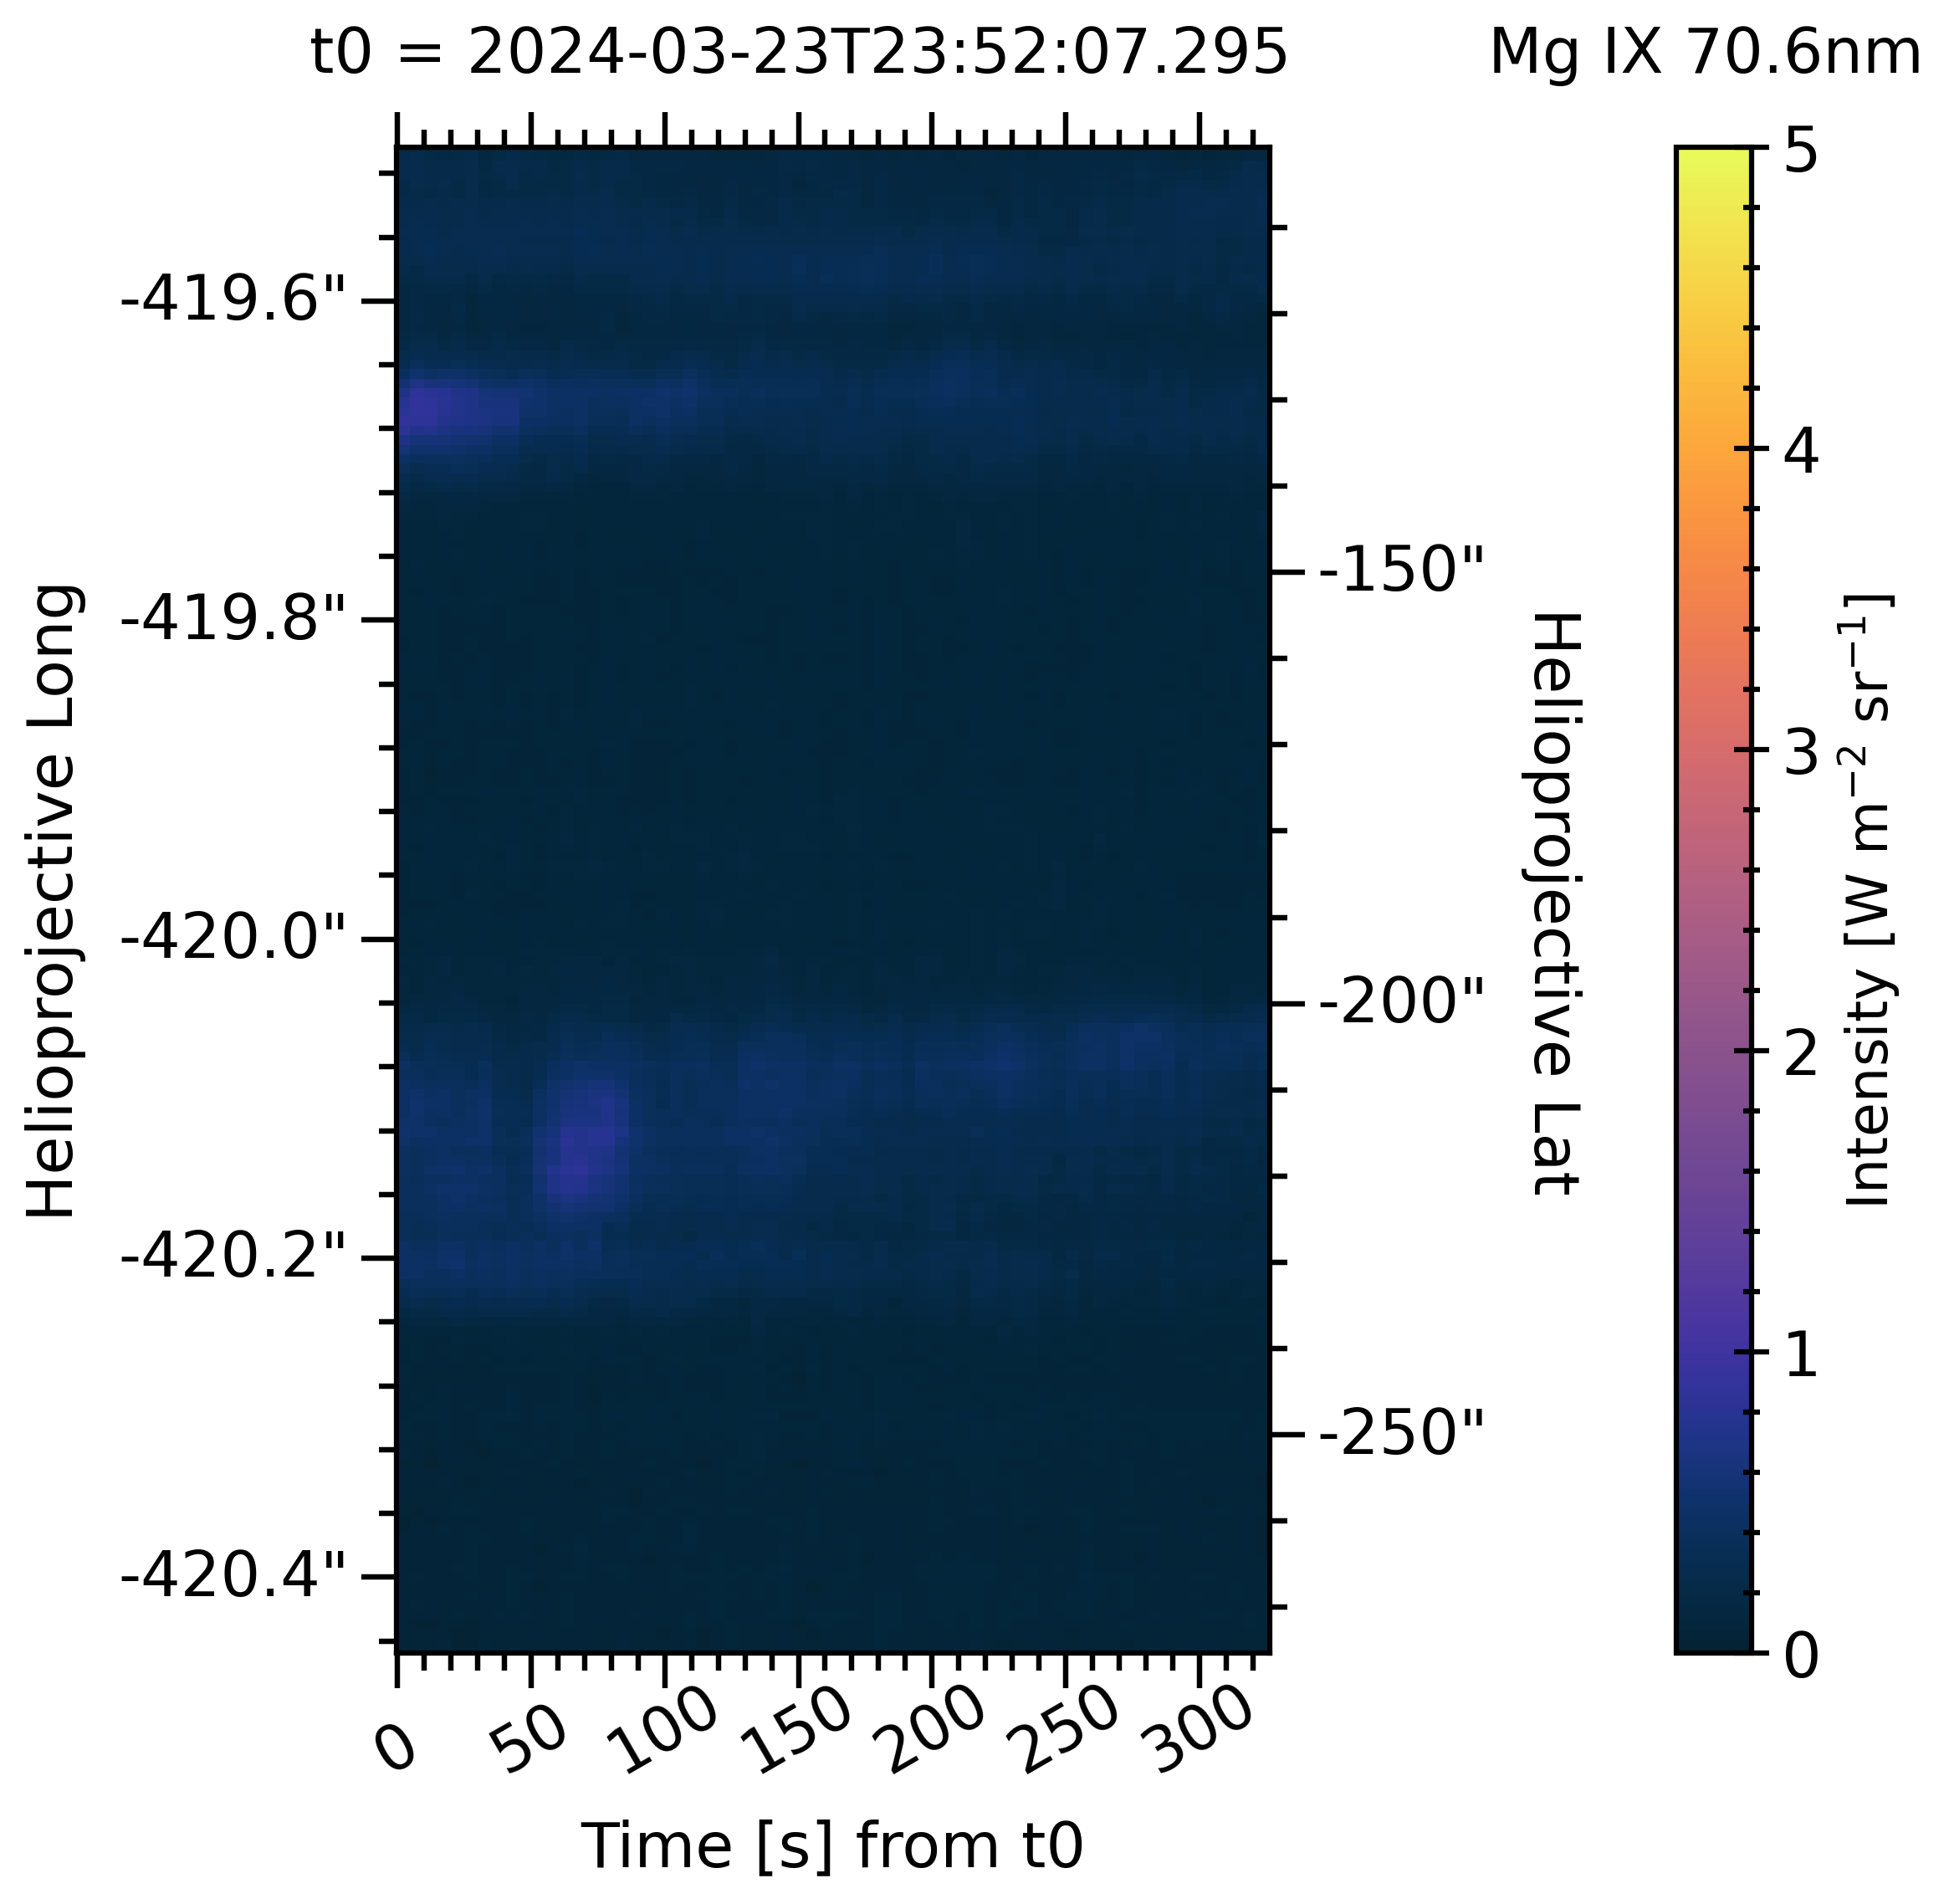 t0 = 2024-03-23T23:52:07.295
Mg IX 70.6nm
Helioprojective Long
-419.6"
-419.8"
-420.0"
-420.2"
-420.4"
-150"
-200"
-250"
Helioprojective Lat
5
4
3
2
1
0
Intensity [W m⁻² sr⁻¹]
0 50 100 150 200 250 300
Time [s] from t0